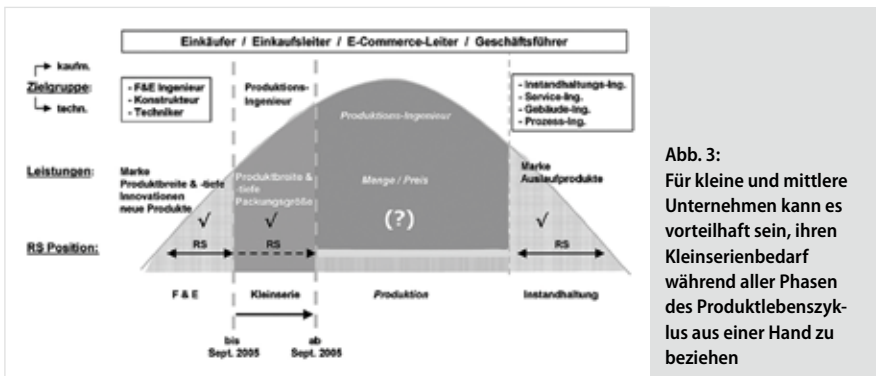 Einkäufer / Einkaufsleiter / E-Commerce-Leiter / Geschäftsführer
kaufm.
Zielgruppe:
techn.
- F&E Ingenieur
- Konstrukteur
- Techniker
Produktions-
Ingenieur
Produktions-Ingenieur
- Instandhaltungs-Ing.
- Service-Ing.
- Gebäude-Ing.
- Prozess-Ing.
Leistungen:
Marke
Produktbreite & -tiefe
Innovationen
neue Produkte
√
Produktbreite &
-tiefe
Packungsgröße
√
Menge / Preis
(?)
Marke
Auslaufprodukte
√
RS Position:
RS
RS
RS
F & E
Kleinserie
Produktion
Instandhaltung
bis
Sept. 2005
ab
Sept. 2005
Abb. 3:
Für kleine und mittlere
Unternehmen kann es
vorteilhaft sein, ihren
Kleinserienbedarf
während aller Phasen
des Produktlebenszyk-
lus aus einer Hand zu
beziehen